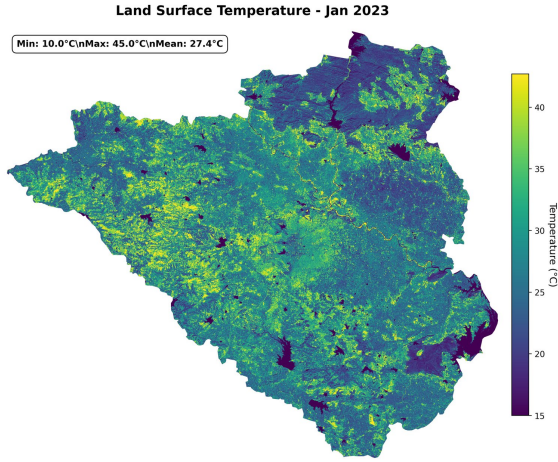 Land Surface Temperature - Jan 2023
Min: 10.0°C\nMax: 45.0°C\nMean: 27.4°C
40
35
30
25
20
15
Temperature (°C)